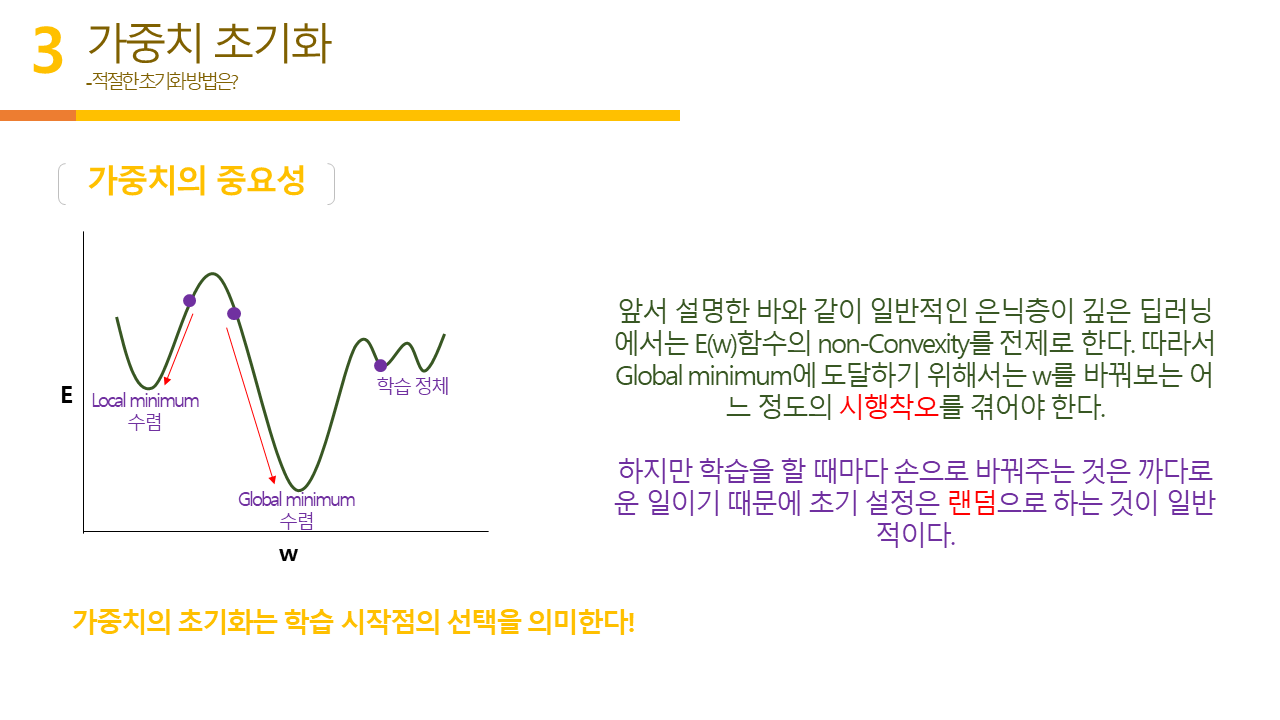 3
가중치 초기화
-적절한 초기화 방법은?
가중치의 중요성
E
Local minimum
수렴
학습 정체
Global minimum
수렴
w
앞서 설명한 바와 같이 일반적인 은닉층이 깊은 딥러닝
에서는 E(w)함수의 non-Convexity를 전제로 한다. 따라서
Global minimum에 도달하기 위해서는 w를 바꿔보는 어
느 정도의 시행착오를 겪어야 한다.
하지만 학습을 할 때마다 손으로 바꿔주는 것은 까다로
운 일이기 때문에 초기 설정은 랜덤으로 하는 것이 일반
적이다.
가중치의 초기화는 학습 시작점의 선택을 의미한다!